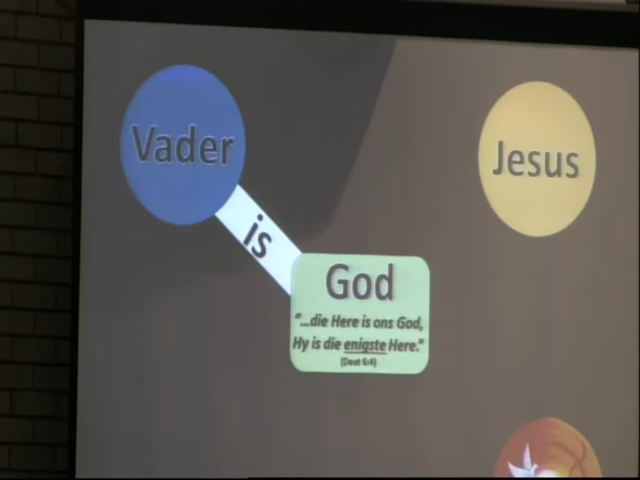 Vader
Jesus
is
God
"...die Here is ons God,
Hy is die enigste Here."
(Deut 6:4)